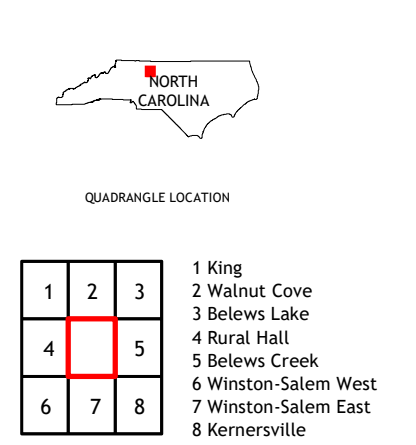 NORTH
CAROLINA
QUADRANGLE LOCATION
1 2 3
4 5
6 7 8
1 King
2 Walnut Cove
3 Belews Lake
4 Rural Hall
5 Belews Creek
6 Winston-Salem West
7 Winston-Salem East
8 Kernersville